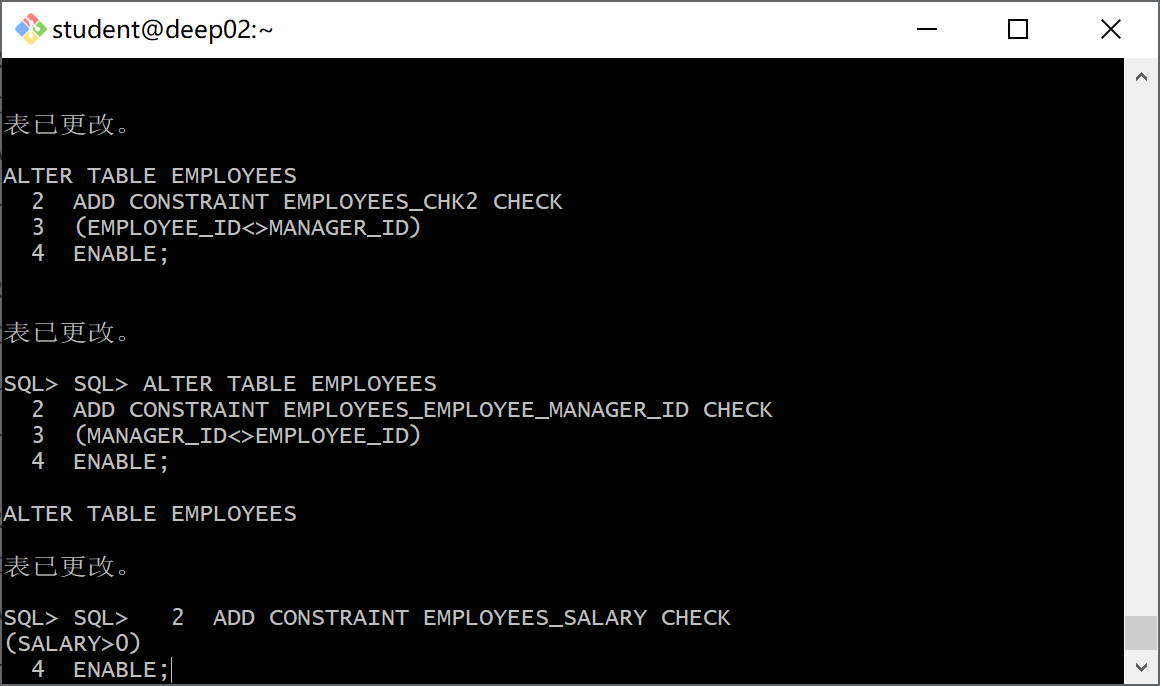 student@deep02:~
表已更改。
ALTER TABLE EMPLOYEES
  2  ADD CONSTRAINT EMPLOYEES_CHK2 CHECK
  3  (EMPLOYEE_ID<>MANAGER_ID)
  4  ENABLE;
表已更改。
SQL> SQL> ALTER TABLE EMPLOYEES
  2  ADD CONSTRAINT EMPLOYEES_EMPLOYEE_MANAGER_ID CHECK
  3  (MANAGER_ID<>EMPLOYEE_ID)
  4  ENABLE;
ALTER TABLE EMPLOYEES
表已更改。
SQL> SQL>   2  ADD CONSTRAINT EMPLOYEES_SALARY CHECK
(SALARY>0)
  4  ENABLE;